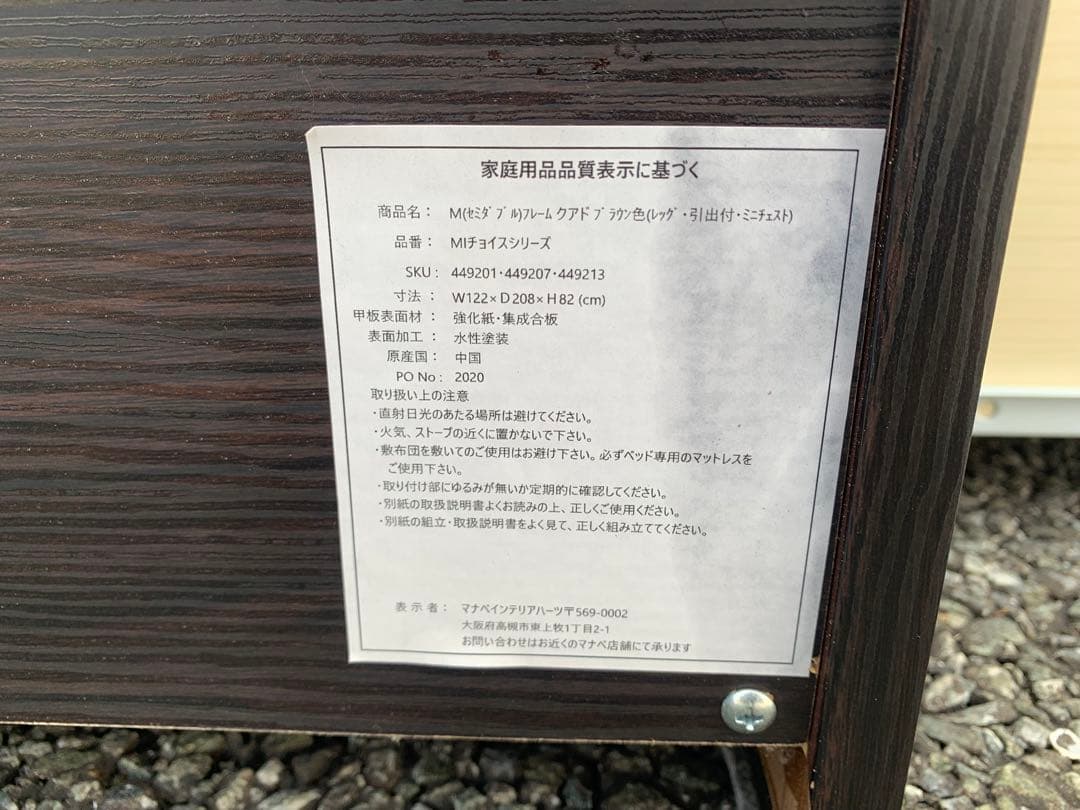 家庭用品品質表示に基づく
商品名： M(ｾﾐﾀﾞﾌﾞﾙ)ﾌﾚｰﾑ クアド ﾌﾞﾗｳﾝ色(ﾚｯｸﾞ・引出付・ﾐﾆﾁｪｽﾄ)
品番： MIチョイスシリーズ
SKU： 449201・449207・449213
寸法： W122×D208×H82 (cm)
甲板表面材： 強化紙・集成合板
表面加工： 水性塗装
原産国： 中国
PO No： 2020
取り扱い上の注意
・直射日光のあたる場所は避けてください。
・火気、ストーブの近くに置かないで下さい。
・敷布団を敷いてのご使用はお避け下さい。必ずベッド専用のマットレスを
ご使用下さい。
・取り付け部にゆるみが無いか定期的に確認してください。
・別紙の取扱説明書よくお読みの上、正しくご使用ください。
・別紙の組立・取扱説明書をよく見て、正しく組み立ててください。
表示者： マナベインテリアハーツ〒569-0002
大阪府高槻市東上牧1丁目2-1
お問い合わせはお近くのマナベ店舗にて承ります